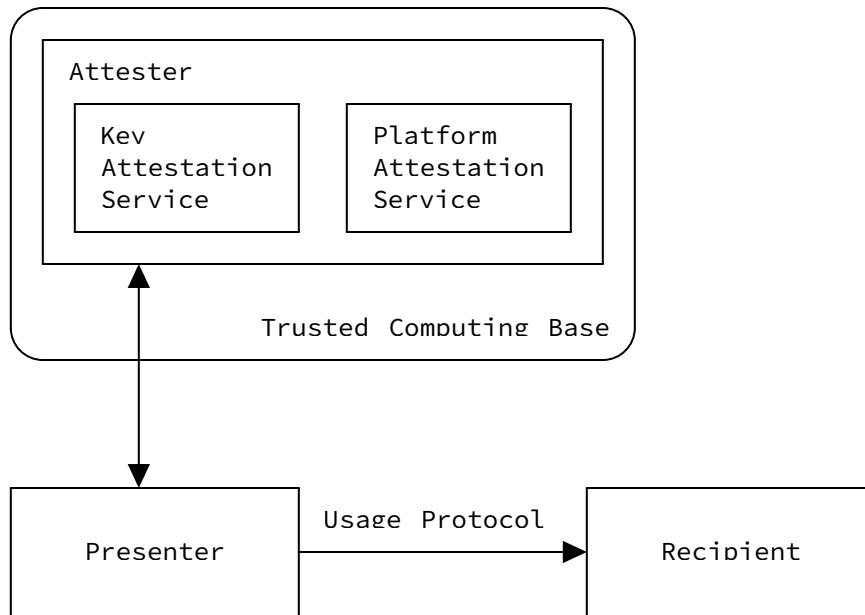 Attester
Key
Attestation
Service
Platform
Attestation
Service
Trusted Computing Base
Usage Protocol
Presenter
Recipient